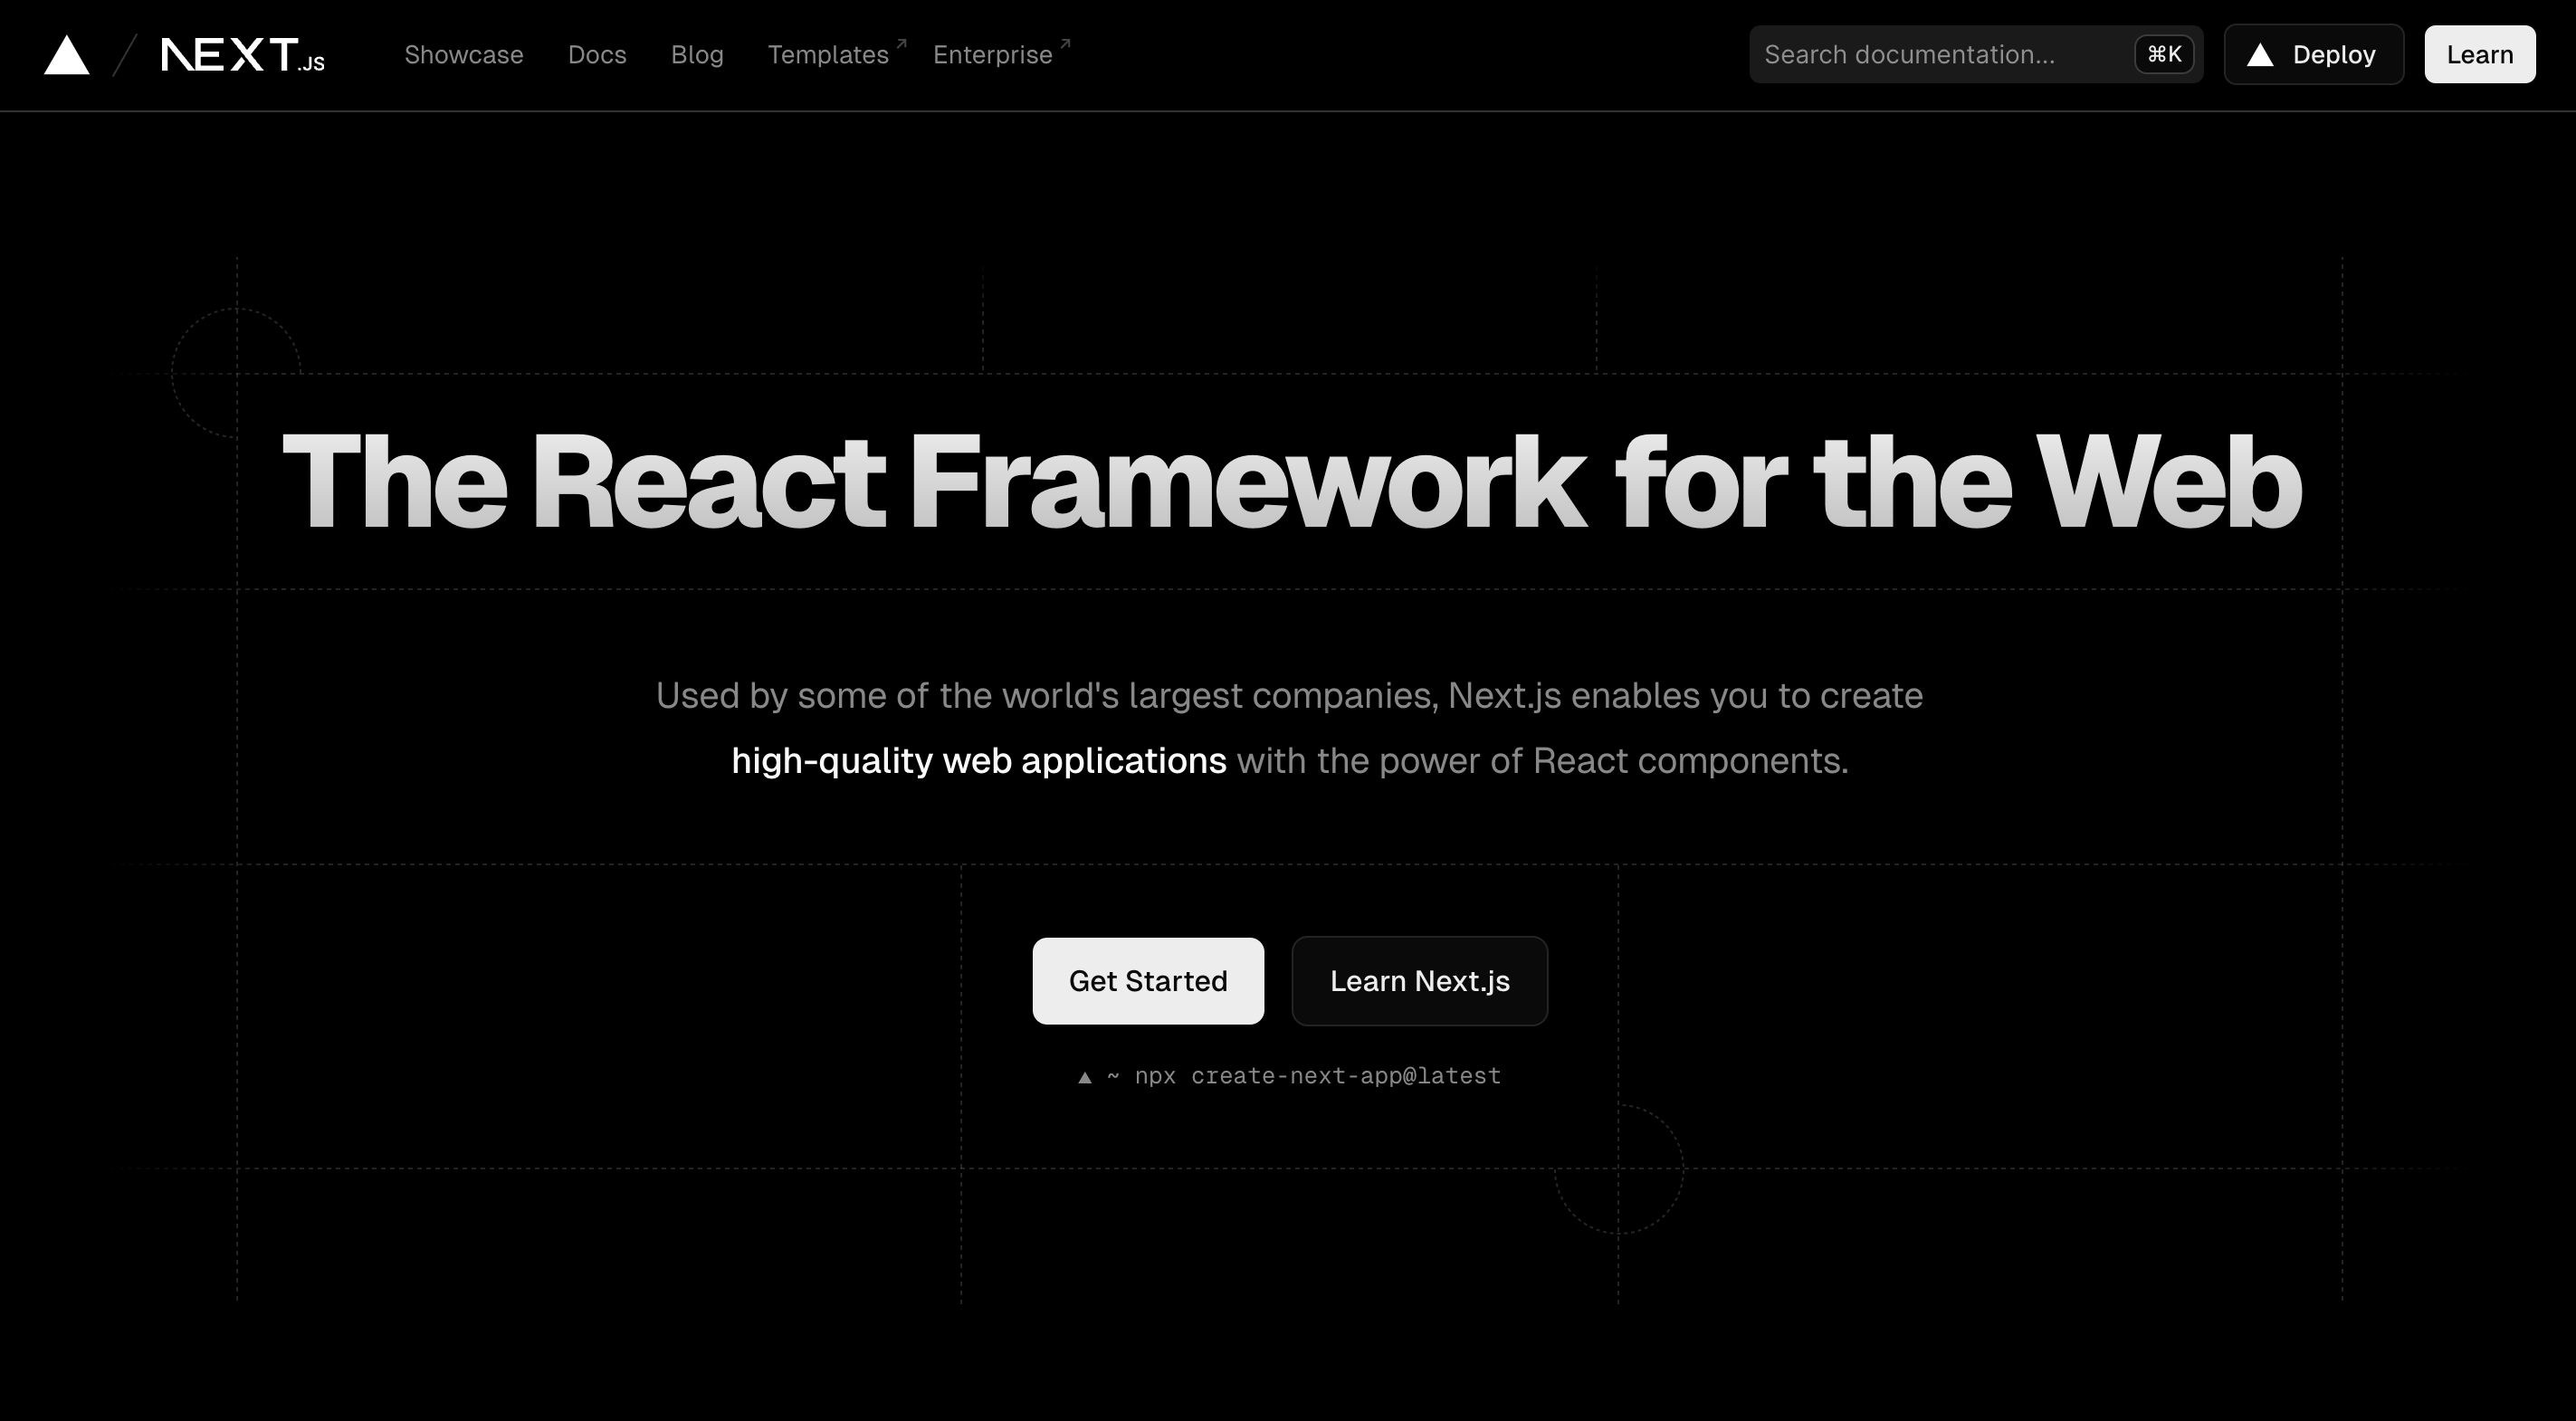 NEXT.JS
Showcase
Docs
Blog
Templates
Enterprise
Search documentation...
⌘K
Deploy
Learn
The React Framework for the Web
Used by some of the world's largest companies, Next.js enables you to create
high-quality web applications with the power of React components.
Get Started
Learn Next.js
▲ ~ npx create-next-app@latest